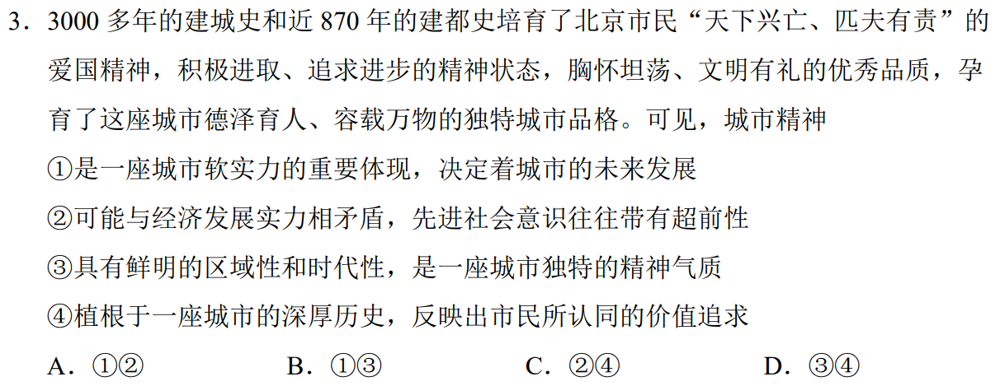 3．3000 多年的建城史和近 870 年的建都史培育了北京市民“天下兴亡、匹夫有责”的
爱国精神，积极进取、追求进步的精神状态，胸怀坦荡、文明有礼的优秀品质，孕
育了这座城市德泽育人、容载万物的独特城市品格。可见，城市精神
①是一座城市软实力的重要体现，决定着城市的未来发展
②可能与经济发展实力相矛盾，先进社会意识往往带有超前性
③具有鲜明的区域性和时代性，是一座城市独特的精神气质
④植根于一座城市的深厚历史，反映出市民所认同的价值追求
A．①② B．①③ C．②④ D．③④